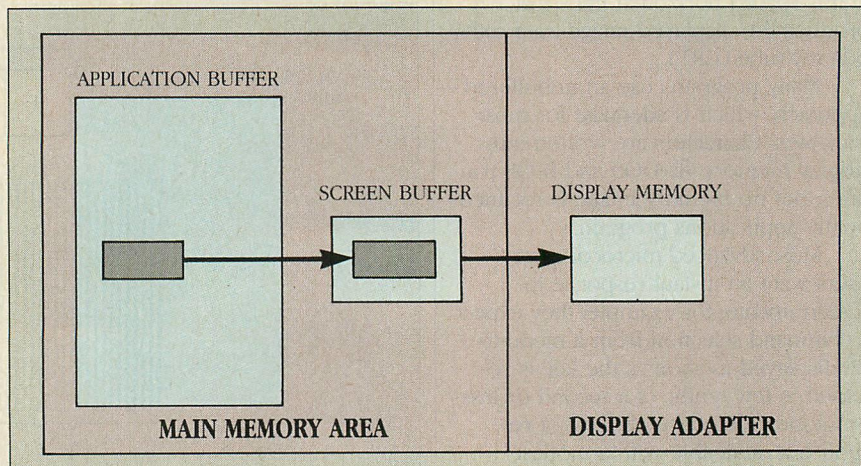 APPLICATION BUFFER
SCREEN BUFFER
DISPLAY MEMORY
MAIN MEMORY AREA
DISPLAY ADAPTER